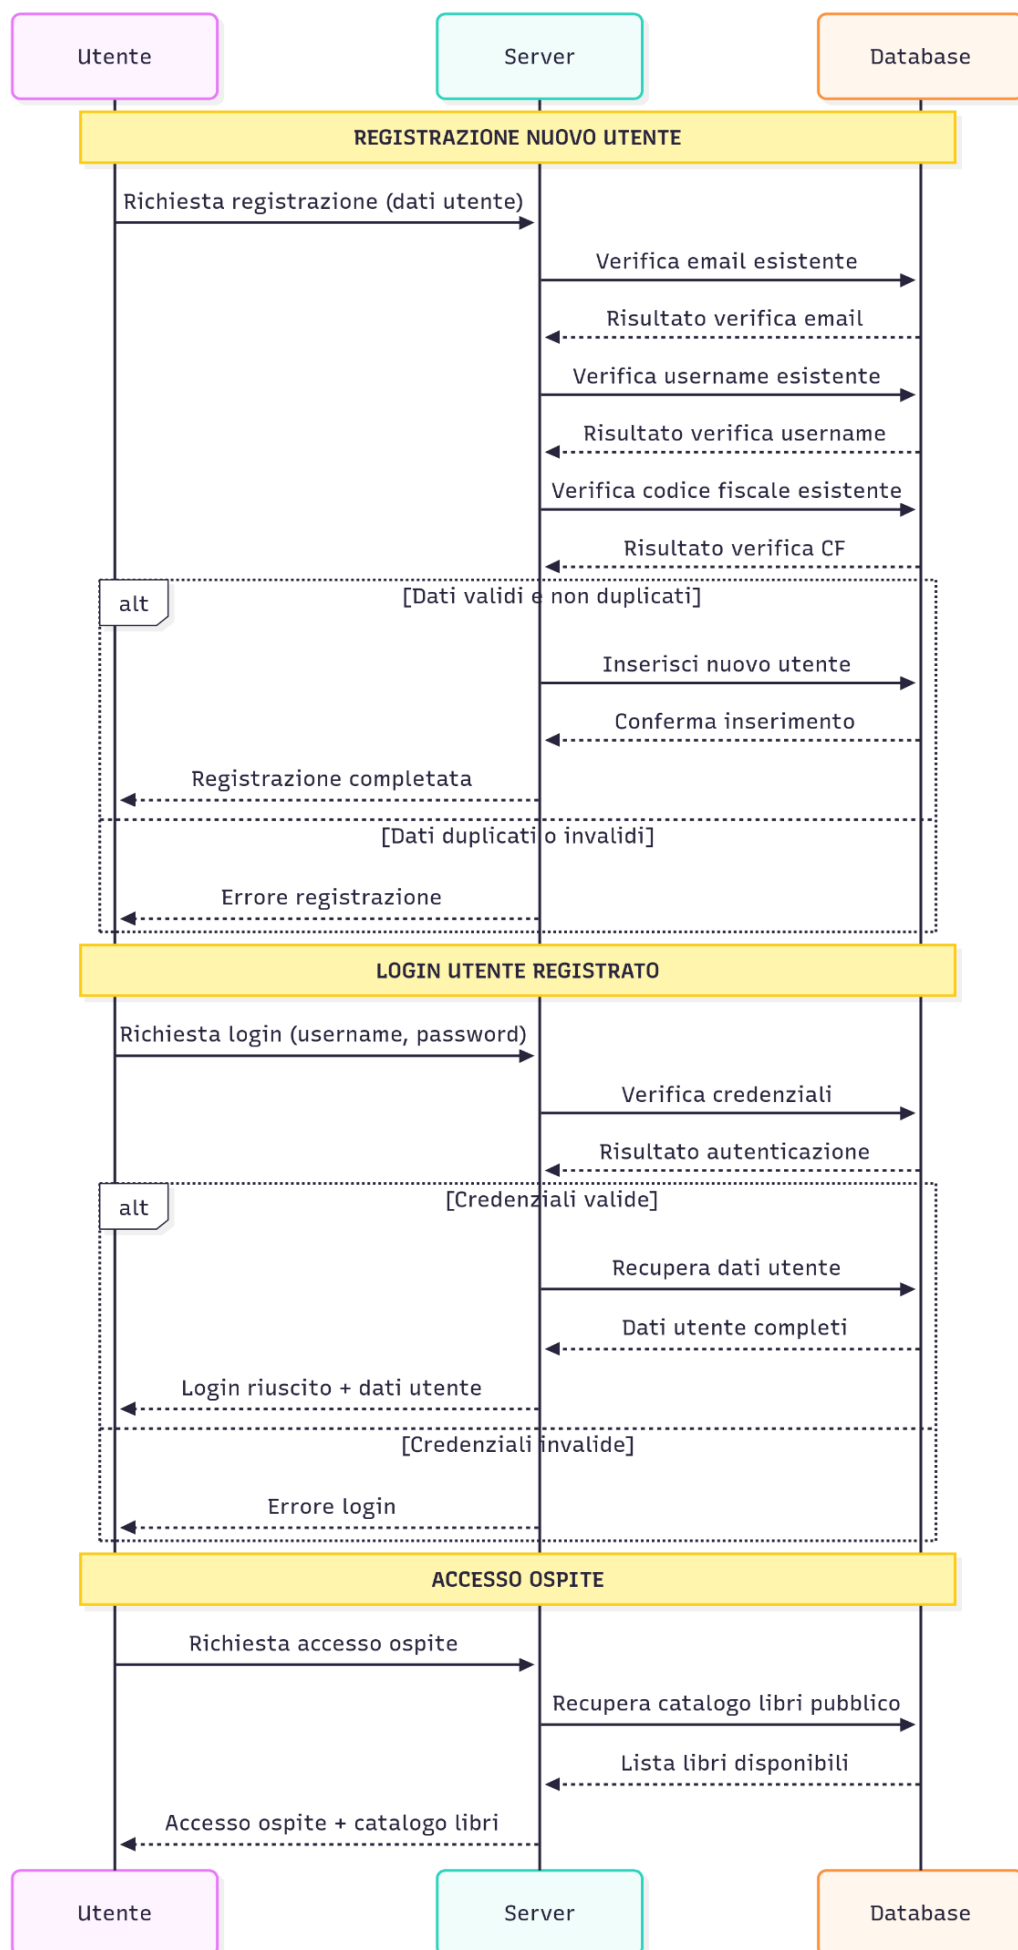 Utente
Server
Database
REGISTRAZIONE NUOVO UTENTE
Richiesta registrazione (dati utente)
Verifica email esistente
Risultato verifica email
Verifica username esistente
Risultato verifica username
Verifica codice fiscale esistente
Risultato verifica CF
alt
[Dati validi e non duplicati]
Inserisci nuovo utente
Conferma inserimento
Registrazione completata
[Dati duplicati o invalidi]
Errore registrazione
LOGIN UTENTE REGISTRATO
Richiesta login (username, password)
Verifica credenziali
Risultato autenticazione
alt
[Credenziali valide]
Recupera dati utente
Dati utente completi
Login riuscito + dati utente
[Credenziali invalide]
Errore login
ACCESSO OSPITE
Richiesta accesso ospite
Recupera catalogo libri pubblico
Lista libri disponibili
Accesso ospite + catalogo libri
Utente
Server
Database